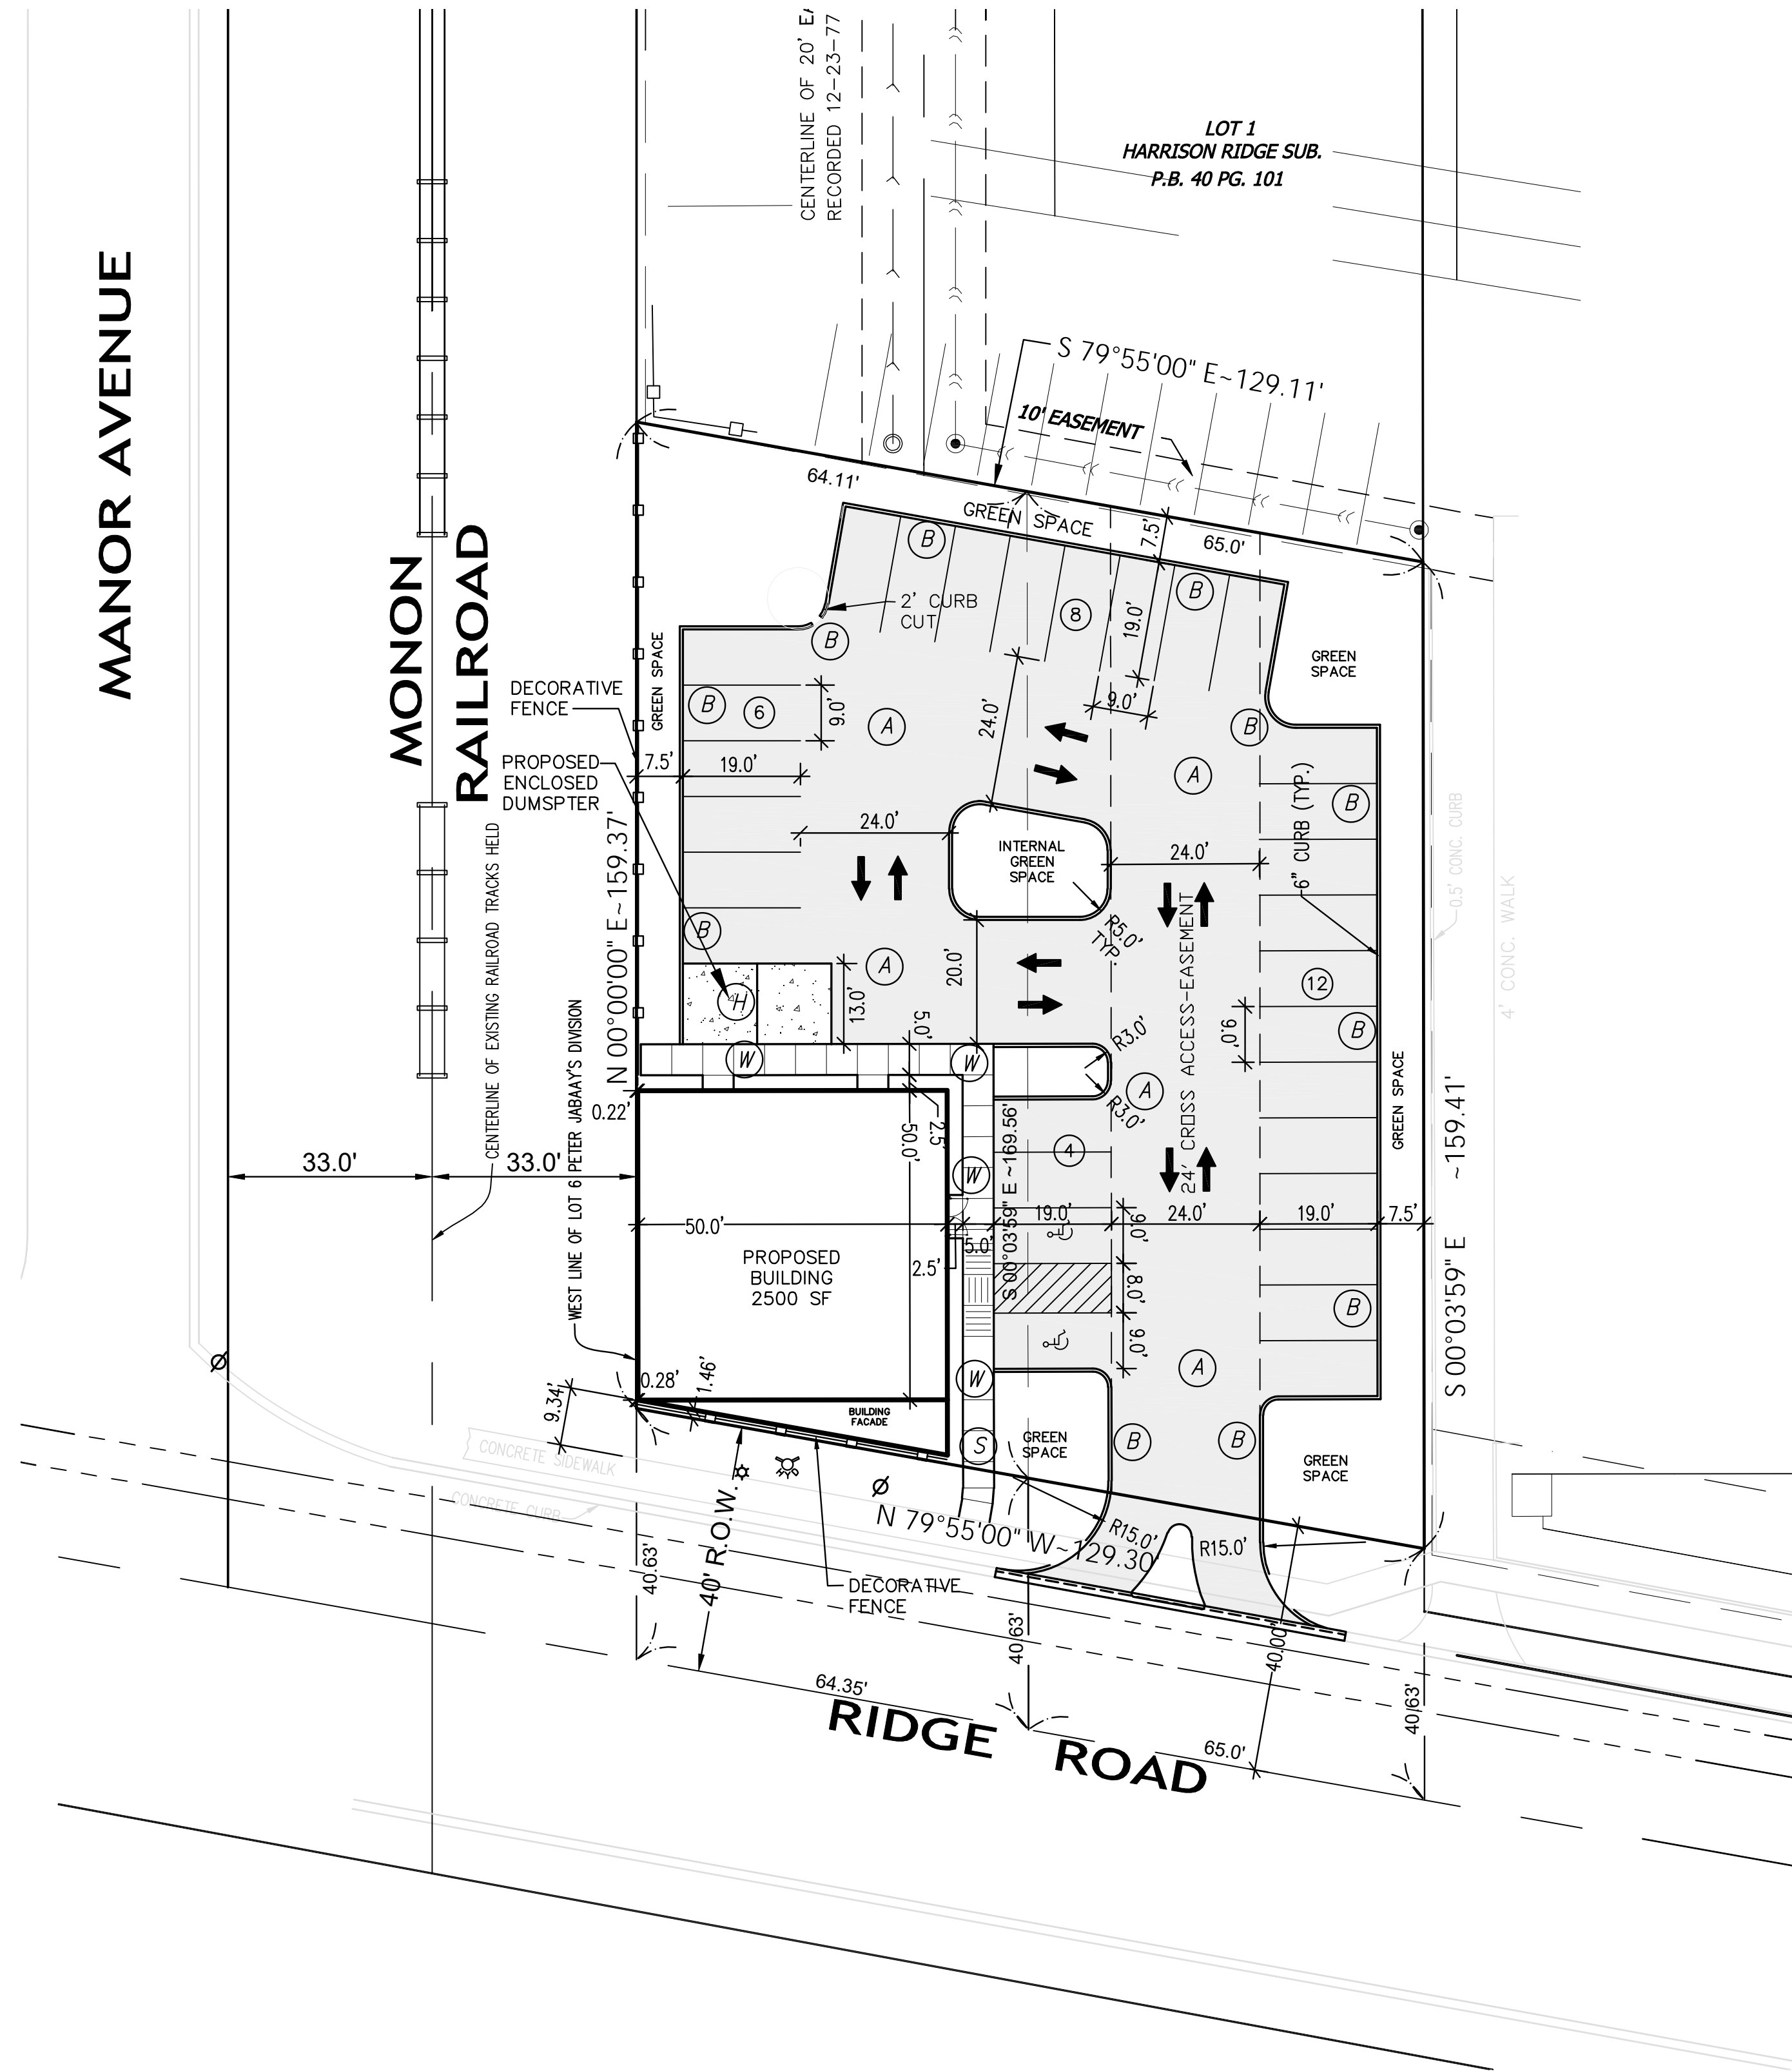 CENTERLINE OF 20' EA
RECORDED 12-23-77
LOT 1
HARRISON RIDGE SUB.
P.B. 40 PG. 101
MANOR AVENUE
MONON
RAILROAD
S 79°55'00" E~129.11'
10' EASEMENT
64.11'
GREEN SPACE
7.5'
65.0'
B
B
2' CURB
CUT
8
19.0'
B
GREEN SPACE
GREEN
SPACE
DECORATIVE
FENCE
B
6
9.0'
A
24.0'
9.0'
B
PROPOSED
ENCLOSED
DUMSPTER
7.5'
19.0'
A
6" CURB (TYP.)
B
0.5' CONC. CURB
4' CONC. WALK
24.0'
INTERNAL
GREEN
SPACE
24.0'
N 00°00'00" E~159.37'
CENTERLINE OF EXISTING RAILROAD TRACKS HELD
B
R5.0'
TYP.
24' CROSS ACCESS-EASEMENT
A
20.0'
12
H
13.0'
5.0'
9.0'
B
W
W
R3.0'
A
R3.0'
GREEN SPACE
S 00°03'59" E ~159.41'
0.22'
2.5'
50.0'
S 00°03'59" E ~169.56'
4
33.0'
33.0'
WEST LINE OF LOT 6 PETER JABAAY'S DIVISION
W
50.0'
19.0'
24.0'
19.0'
7.5'
9.0'
5.0'
PROPOSED
BUILDING
2500 SF
2.5'
8.0'
B
9.0'
A
0.28'
1.46'
W
9.34'
BUILDING
FACADE
S
GREEN
SPACE
B
B
GREEN
SPACE
CONCRETE SIDEWALK
CONCRETE CURB
40' R.O.W.
N 79°55'00" W~129.30'
R15.0'
R15.0'
40.63'
DECORATIVE
FENCE
40.63'
40.00'
40.63'
64.35'
65.0'
RIDGE ROAD